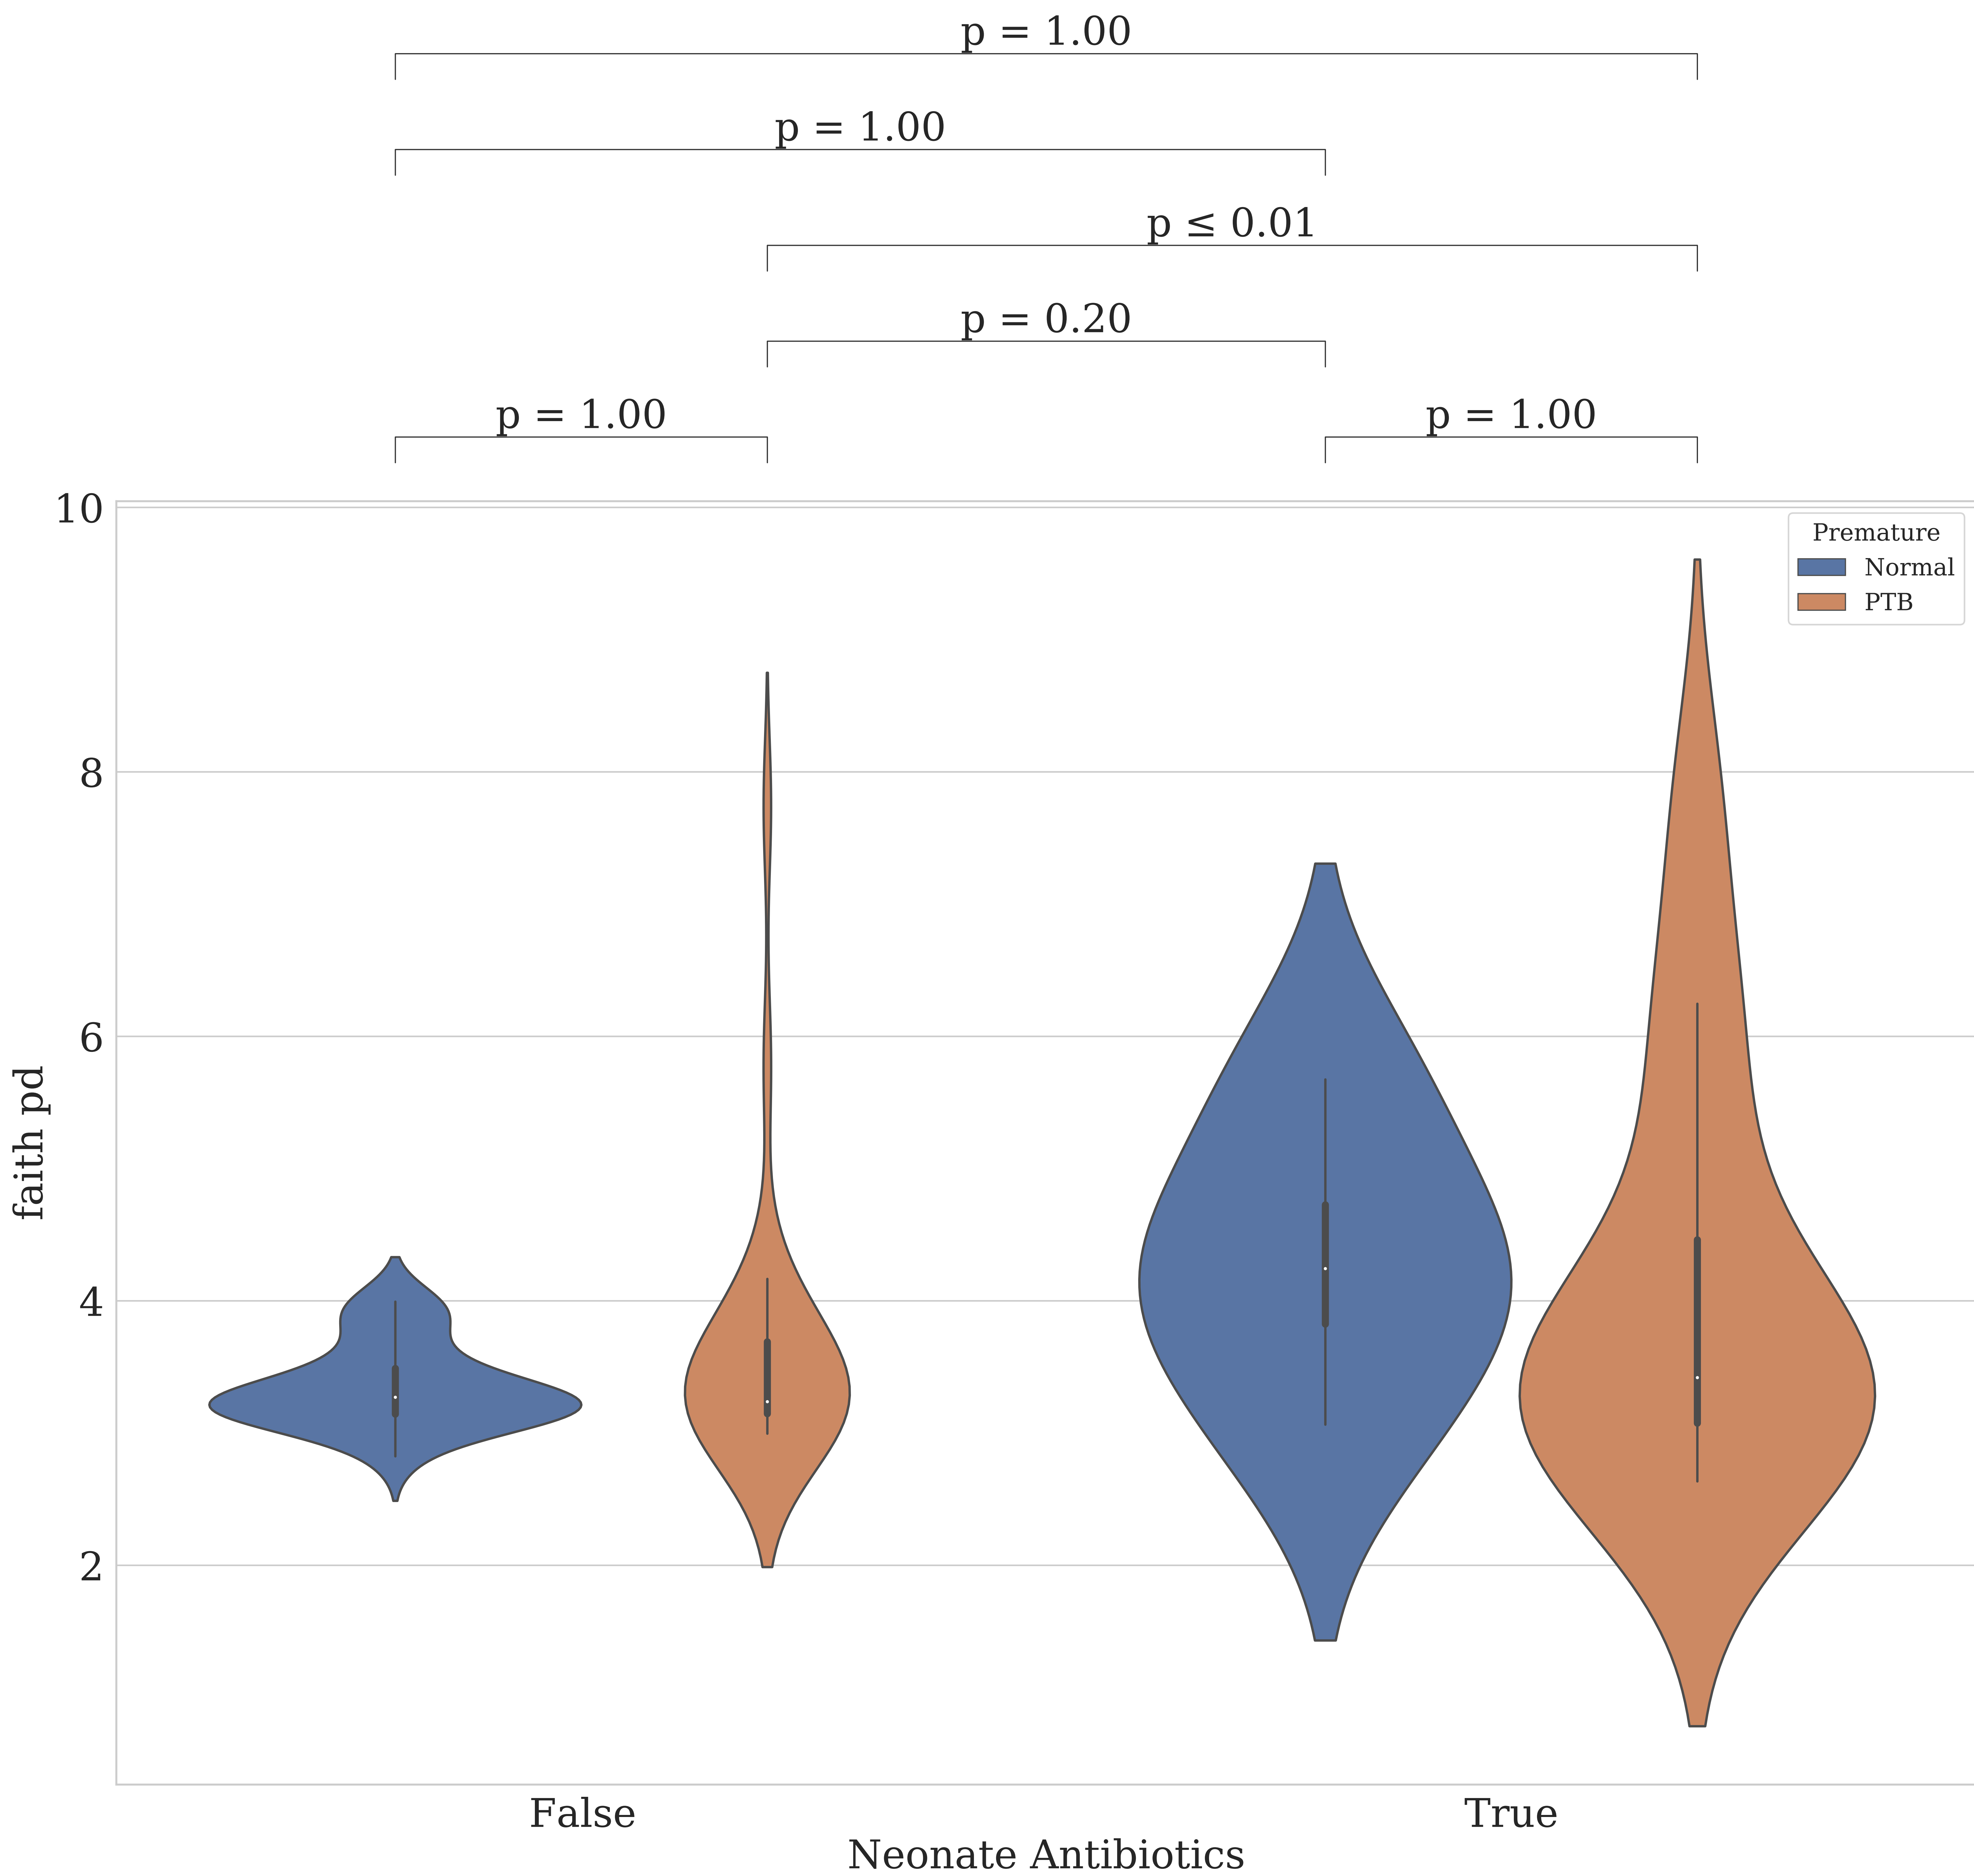 p = 1.00
p = 1.00
p ≤ 0.01
p = 0.20
p = 1.00
p = 1.00
10
8
6
4
2
faith pd
Premature
Normal
PTB
False
True
Neonate Antibiotics